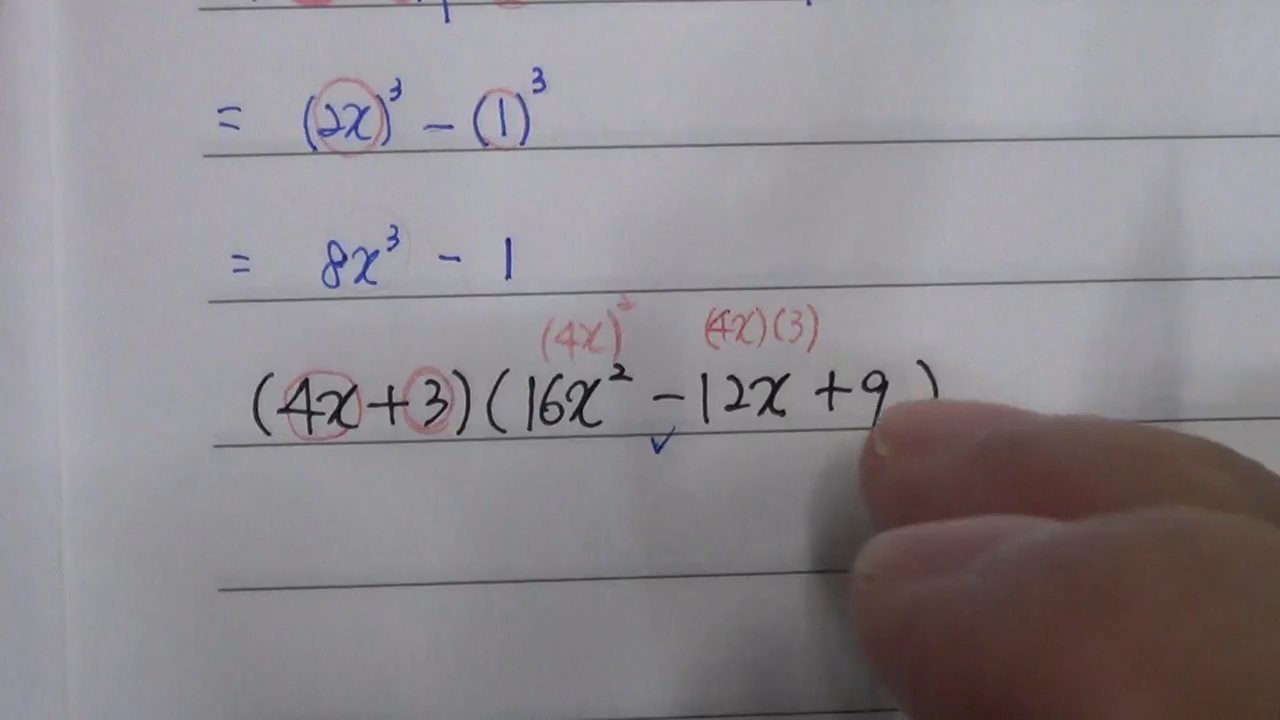 = (2x)³ - (1)³
= 8x³ - 1
(4x)² (4x)(3)
(4x+3)(16x² -12x +9)